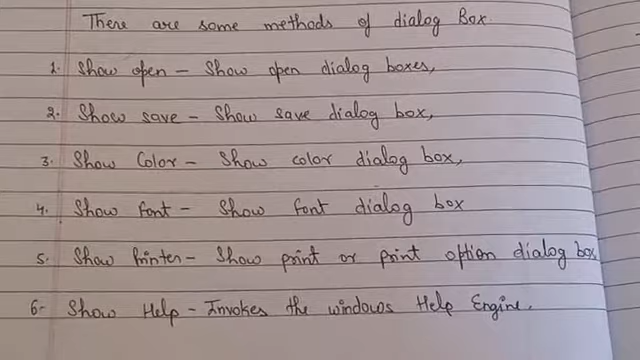 There are some methods of dialog Box.
1. Show open - Show open dialog boxes,
2. Show save - Show save dialog box,
3. Show Color - Show color dialog box,
4. Show font - Show font dialog box
5. Show Printer - Show print or print option dialog box
6- Show Help - Invokes the windows Help Engine.